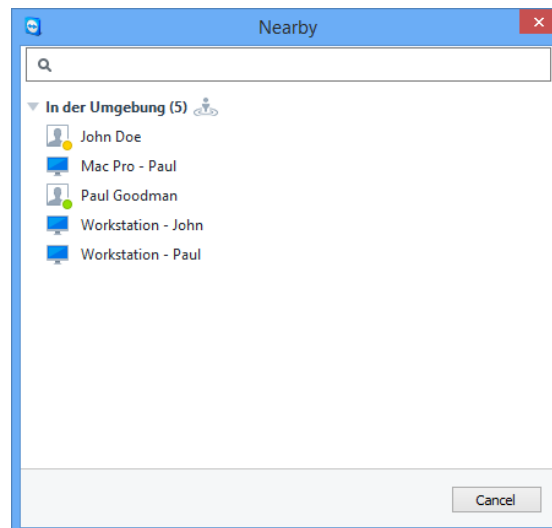 Nearby
In der Umgebung (5)
John Doe
Mac Pro - Paul
Paul Goodman
Workstation - John
Workstation - Paul
Cancel